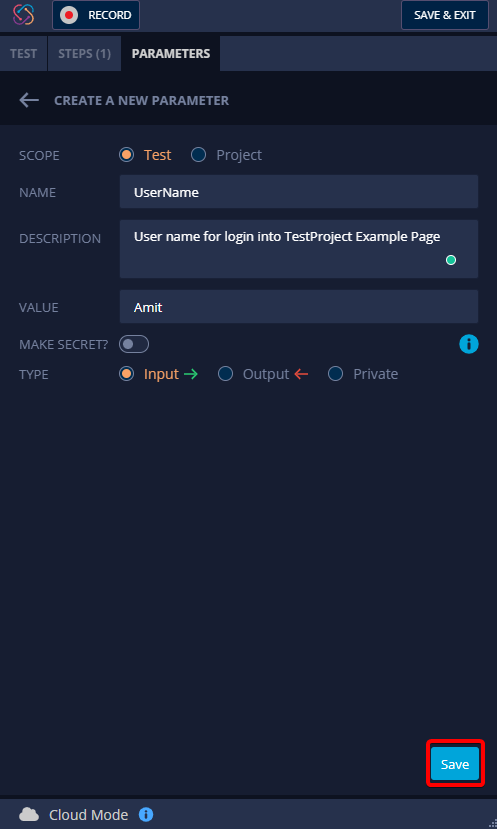 RECORD SAVE & EXIT
TEST STEPS (1) PARAMETERS
CREATE A NEW PARAMETER
SCOPE Test Project
NAME UserName
DESCRIPTION User name for login into TestProject Example Page
VALUE Amit
MAKE SECRET?
TYPE Input Output Private
Save
Cloud Mode